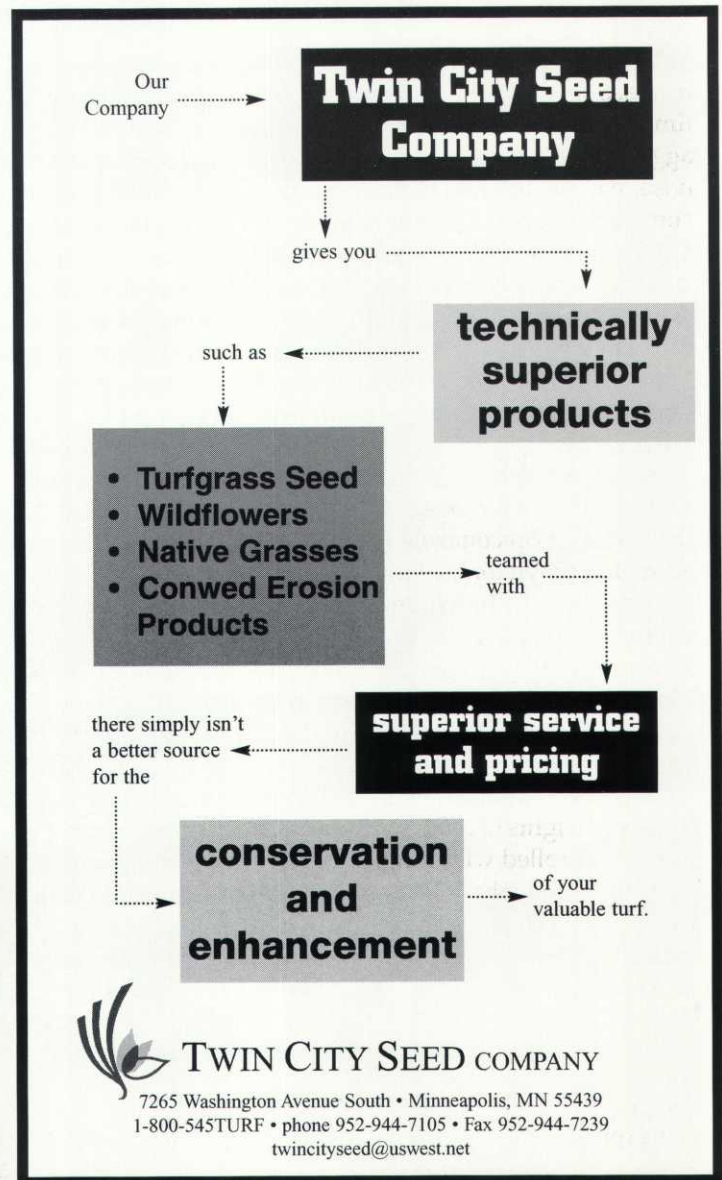 Our
Company
Twin City Seed
Company
gives you
technically
superior
products
such as
• Turfgrass Seed
• Wildflowers
• Native Grasses
• Conwed Erosion
Products
teamed
with
superior service
and pricing
there simply isn't
a better source
for the
conservation
and
enhancement
of your
valuable turf.
TWIN CITY SEED COMPANY
7265 Washington Avenue South • Minneapolis, MN 55439
1-800-545TURF • phone 952-944-7105 • Fax 952-944-7239
twincityseed@uswest.net